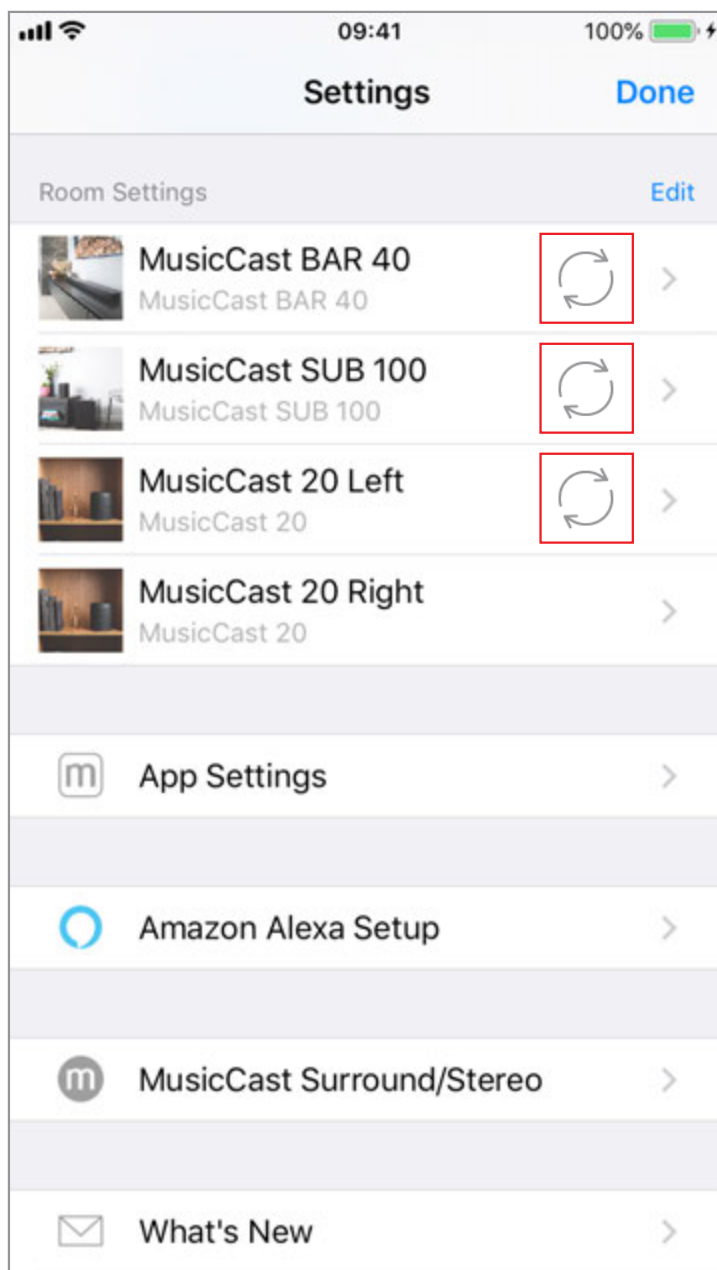 09:41 100%
Settings Done
Room Settings Edit
MusicCast BAR 40
MusicCast BAR 40
MusicCast SUB 100
MusicCast SUB 100
MusicCast 20 Left
MusicCast 20
MusicCast 20 Right
MusicCast 20
m App Settings
Amazon Alexa Setup
m MusicCast Surround/Stereo
What's New